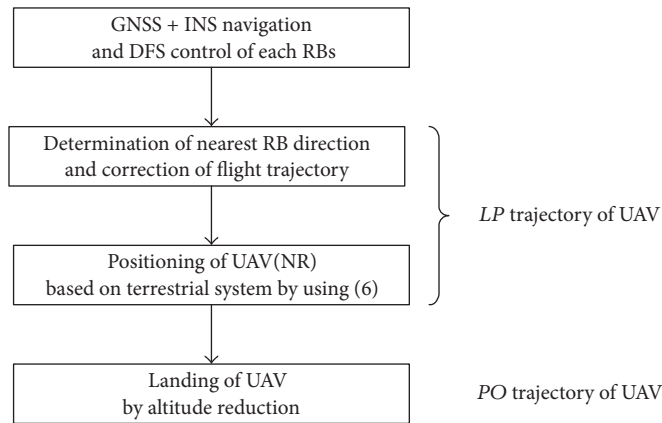 GNSS + INS navigation
and DFS control of each RBs
Determination of nearest RB direction
and correction of flight trajectory
LP trajectory of UAV
Positioning of UAV(NR)
based on terrestrial system by using (6)
Landing of UAV
by altitude reduction
PO trajectory of UAV